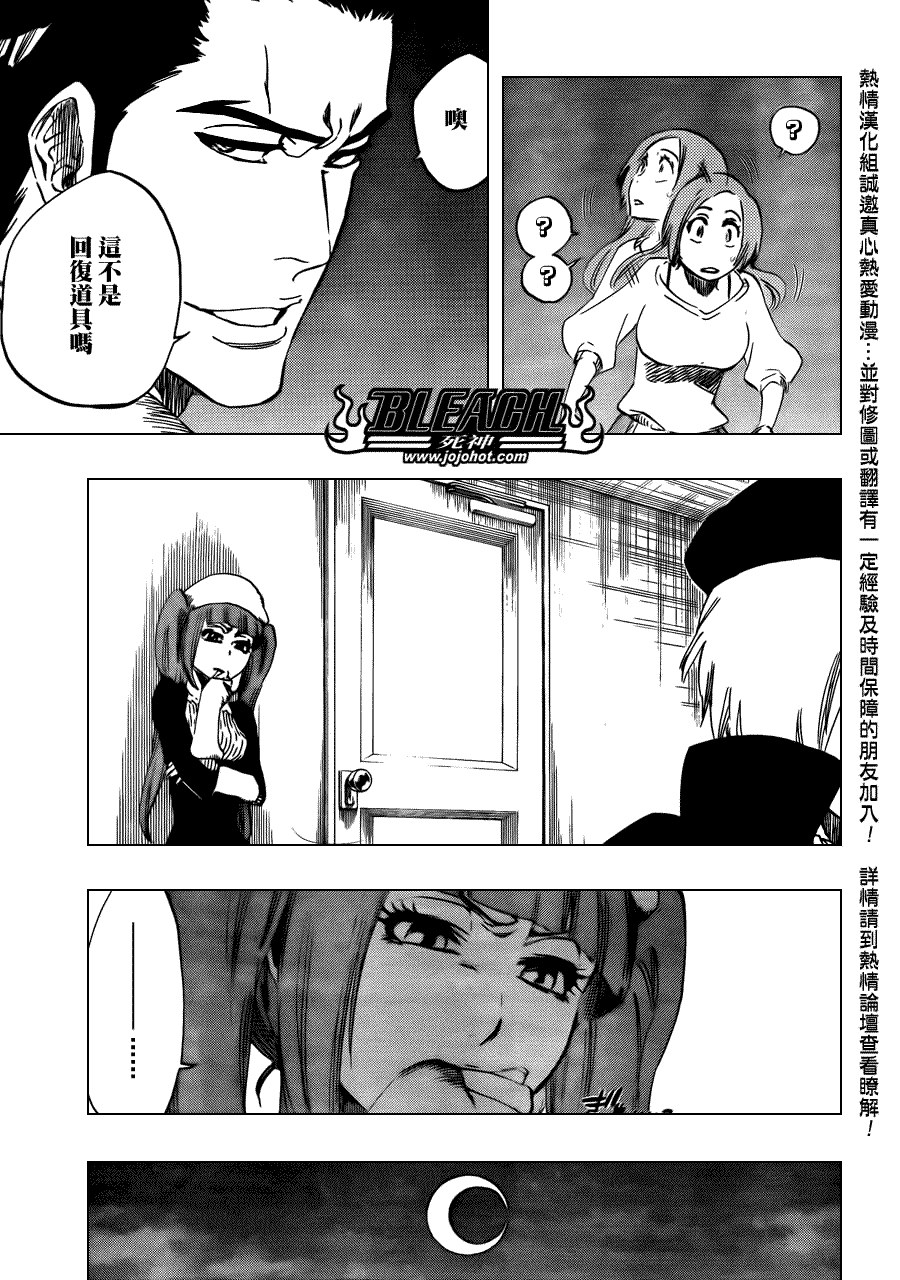 ?
?
?
噢
這不是
回復道具嗎
BLEACH
死神
www.jojohot.com
………
熱情漢化組誠邀真心熱愛動漫…並對修圖或翻譯有一定經驗及時間保障的朋友加入！ 詳情請到熱情論壇查看瞭解！